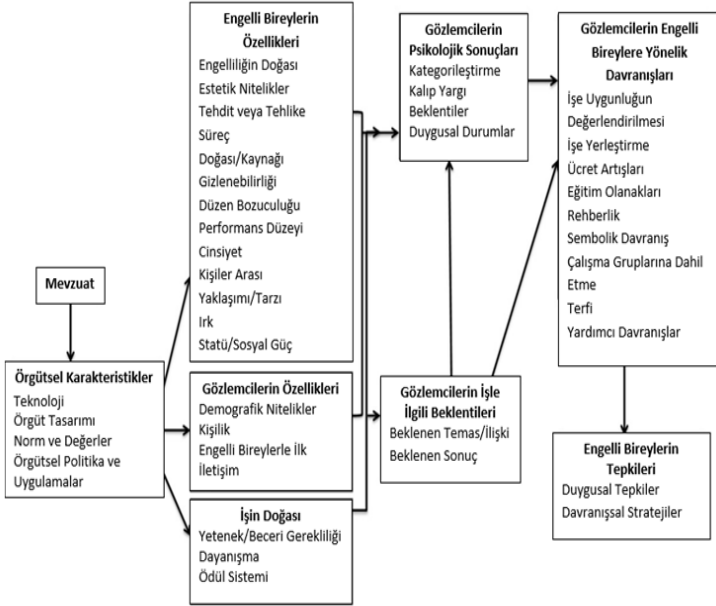 Mevzuat
Örgütsel Karakteristikler
Teknoloji
Örgüt Tasarımı
Norm ve Değerler
Örgütsel Politika ve
Uygulamalar
Engelli Bireylerin
Özellikleri
Engelliliğin Doğası
Estetik Nitelikler
Tehdit veya Tehlike
Süreç
Doğası/Kaynağı
Gizlenebilirliği
Düzen Bozuculuğu
Performans Düzeyi
Cinsiyet
Kişiler Arası
Yaklaşımı/Tarzı
Irk
Statü/Sosyal Güç
Gözlemcilerin Özellikleri
Demografik Nitelikler
Kişilik
Engelli Bireylerle İlk
İletişim
İşin Doğası
Yetenek/Beceri Gerekliliği
Dayanışma
Ödül Sistemi
Gözlemcilerin
Psikolojik Sonuçları
Kategorileştirme
Kalıp Yargı
Beklentiler
Duygusal Durumlar
Gözlemcilerin İşle
İlgili Beklentileri
Beklenen Temas/İlişki
Beklenen Sonuç
Gözlemcilerin Engelli
Bireylere Yönelik
Davranışları
İşe Uygunluğun
Değerlendirilmesi
İşe Yerleştirme
Ücret Artışları
Eğitim Olanakları
Rehberlik
Sembolik Davranış
Çalışma Gruplarına Dahil
Etme
Terfi
Yardımcı Davranışlar
Engelli Bireylerin
Tepkileri
Duygusal Tepkiler
Davranışsal Stratejiler